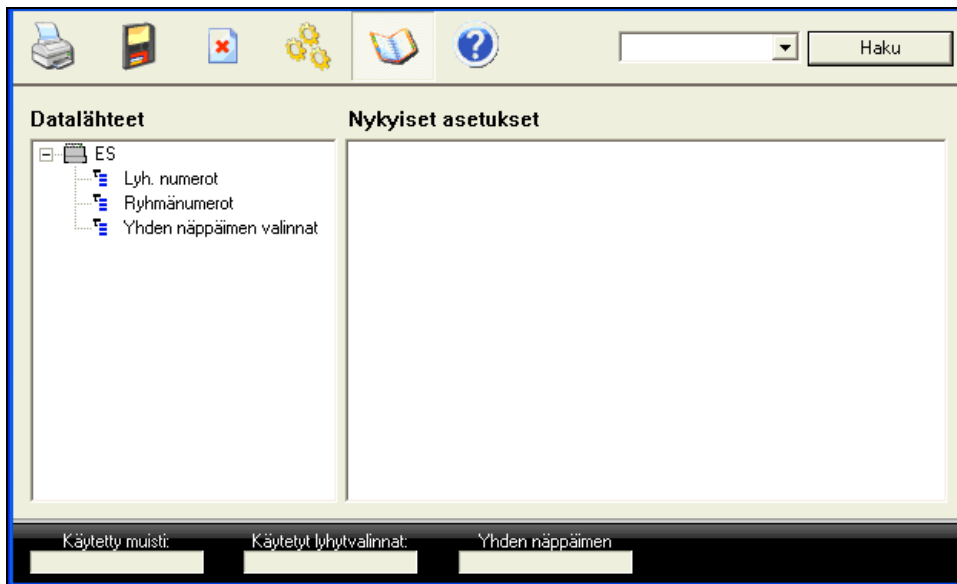 Haku
Datalähteet
Nykyiset asetukset
ES
Lyh. numerot
Ryhmänumerot
Yhden näppäimen valinnat
Käytetty muisti:
Käytetyt lyhytvalinnat:
Yhden näppäimen